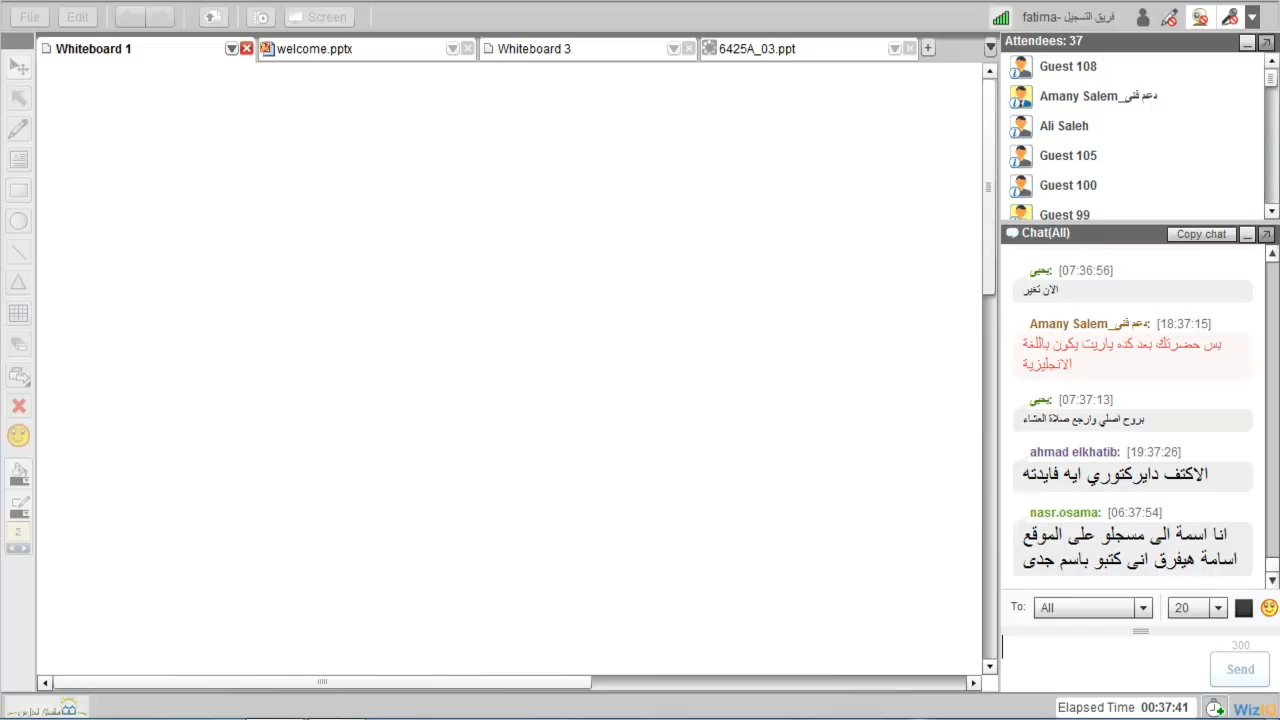 File
Edit
Screen
fatima- فريق التسجيل
Whiteboard 1
welcome.pptx
Whiteboard 3
6425A_03.ppt
Attendees: 37
Guest 108
Amany Salem_دعم فنى
Ali Saleh
Guest 105
Guest 100
Guest 99
Chat(All)
Copy chat
يحيى: [07:36:56]
الان تغير
Amany Salem_دعم فنى: [18:37:15]
بس حضرتك بعد كده ياريت يكون باللغة
الانجليزية
يحيى: [07:37:13]
بروح اصلي وارجع صلاة العشاء
ahmad elkhatib: [19:37:26]
الاكتف دايركتوري ايه فايدته
nasr.osama: [06:37:54]
انا اسمة الى مسجلو على الموقع
اسامة هيفرق انى كتبو باسم جدى
To:
All
20
300
Send
2
Elapsed Time 00:37:41
WizIQ